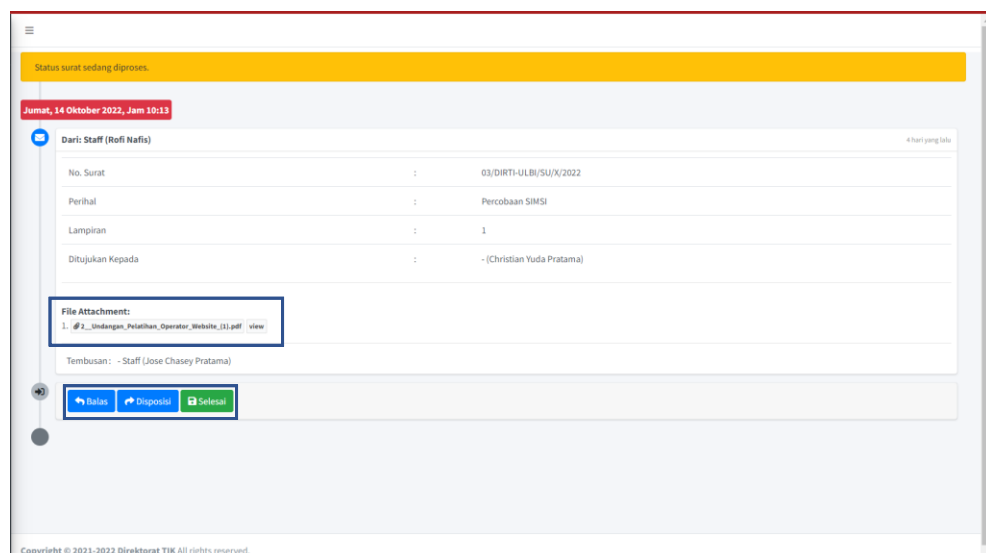 Status surat sedang diproses.
Jumat, 14 Oktober 2022, Jam 10:13
Dari: Staff (Rofi Nafis) 4 hari yang lalu
No. Surat : 03/DIRTI-ULBI/SU/X/2022
Perihal : Percobaan SIMSI
Lampiran : 1
Ditujukan Kepada : - (Christian Yuda Pratama)
File Attachment:
1. 2__Undangan_Pelatihan_Operator_Website_(1).pdf view
Tembusan : - Staff (Jose Chasey Pratama)
Balas Disposisi Selesai
Copyright © 2021-2022 Direktorat TIK All rights reserved.